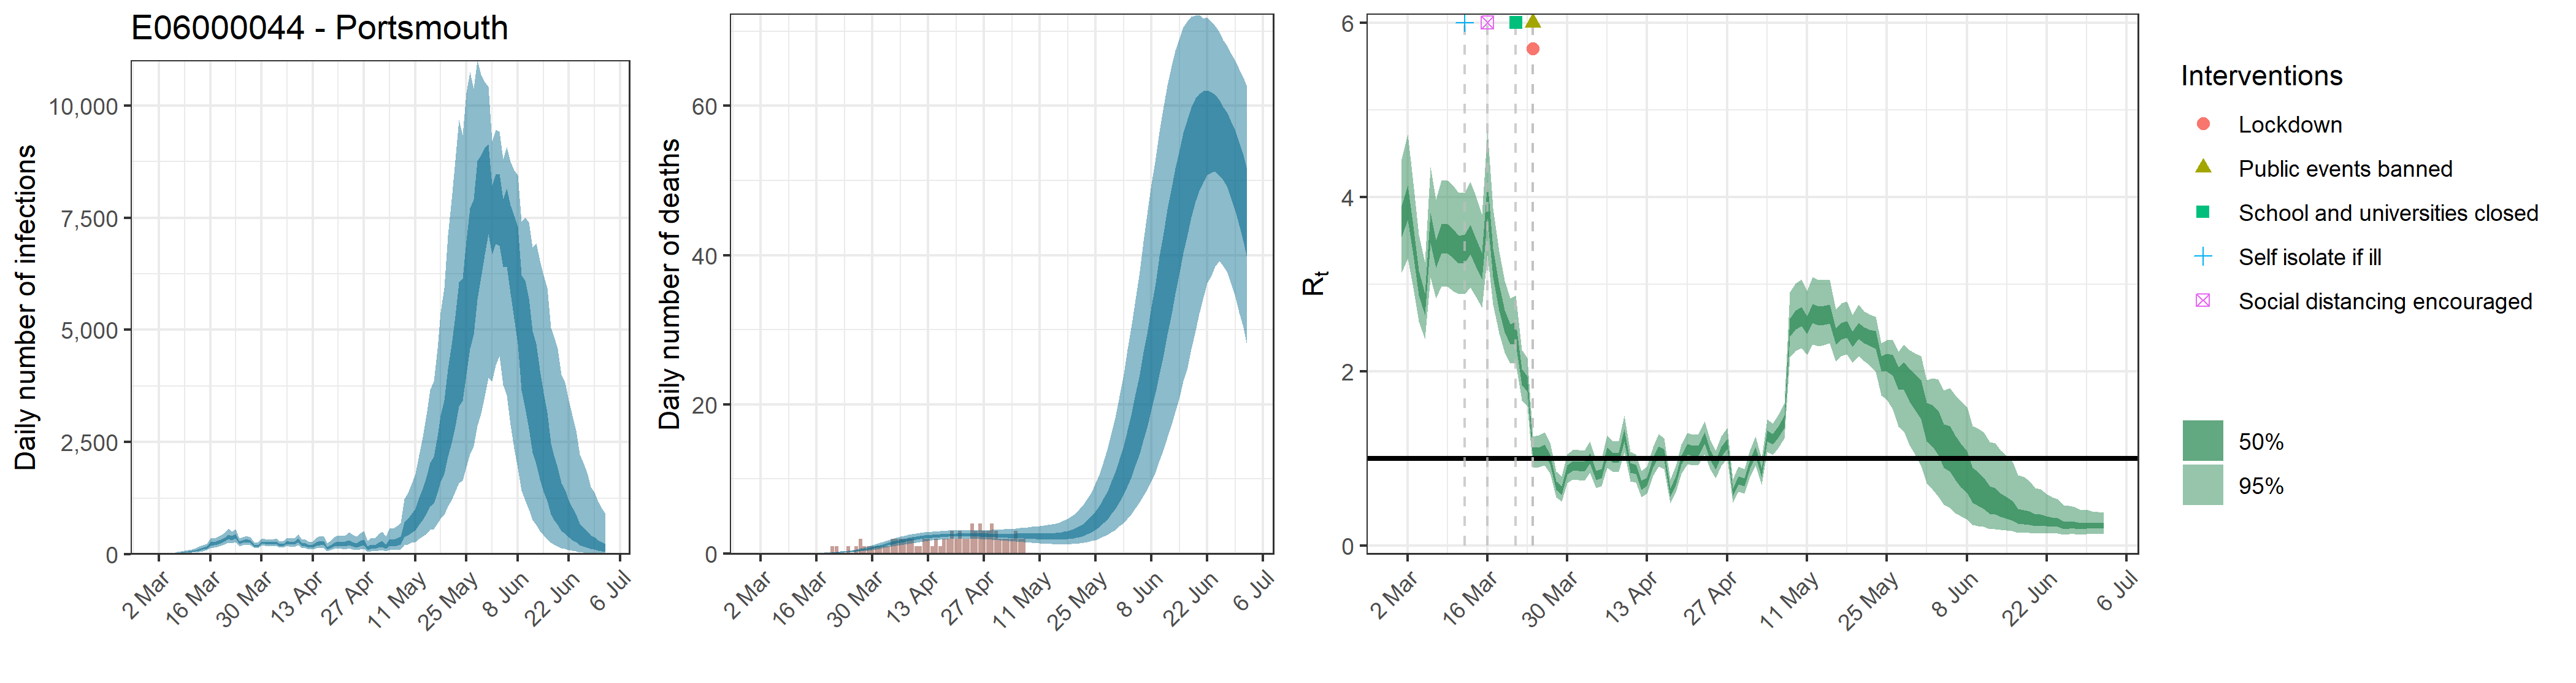 E06000044 - Portsmouth
Daily number of infections
10,000
7,500
5,000
2,500
0
2 Mar
16 Mar
30 Mar
13 Apr
27 Apr
11 May
25 May
8 Jun
22 Jun
6 Jul
Daily number of deaths
60
40
20
0
2 Mar
16 Mar
30 Mar
13 Apr
27 Apr
11 May
25 May
8 Jun
22 Jun
6 Jul
Rt
6
4
2
0
2 Mar
16 Mar
30 Mar
13 Apr
27 Apr
11 May
25 May
8 Jun
22 Jun
6 Jul
Interventions
Lockdown
Public events banned
School and universities closed
Self isolate if ill
Social distancing encouraged
50%
95%